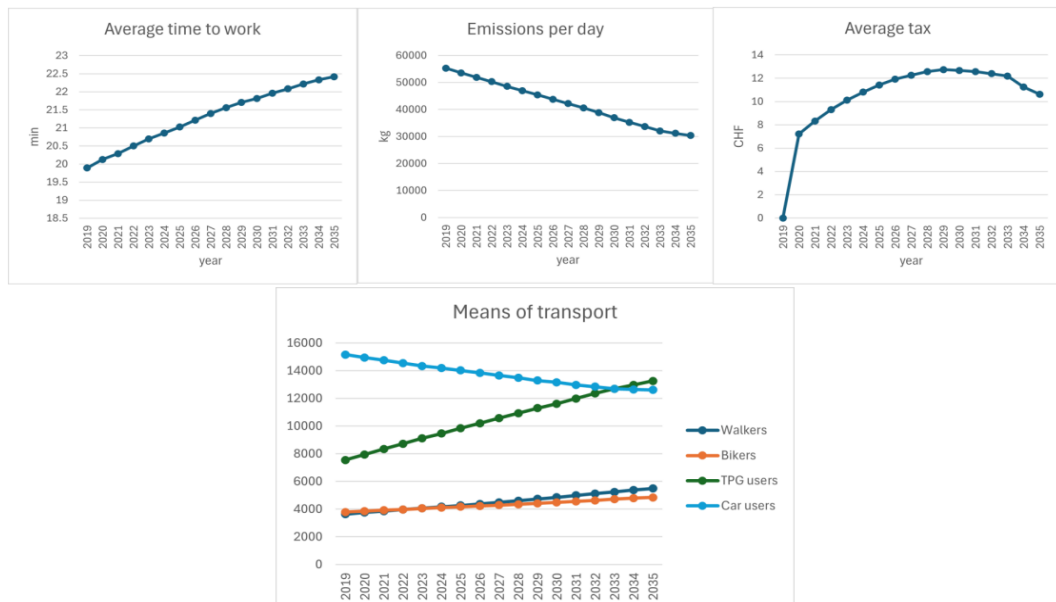 Average time to work
23
22.5
22
21.5
21
20.5
20
19.5
19
18.5
min
2019 2020 2021 2022 2023 2024 2025 2026 2027 2028 2029 2030 2031 2032 2033 2034 2035
year
Emissions per day
60000
50000
40000
30000
20000
10000
0
kg
2019 2020 2021 2022 2023 2024 2025 2026 2027 2028 2029 2030 2031 2032 2033 2034 2035
year
Average tax
14
12
10
8
6
4
2
0
CHF
2019 2020 2021 2022 2023 2024 2025 2026 2027 2028 2029 2030 2031 2032 2033 2034 2035
year
Means of transport
16000
14000
12000
10000
8000
6000
4000
2000
0
2019 2020 2021 2022 2023 2024 2025 2026 2027 2028 2029 2030 2031 2032 2033 2034 2035
Walkers
Bikers
TPG users
Car users